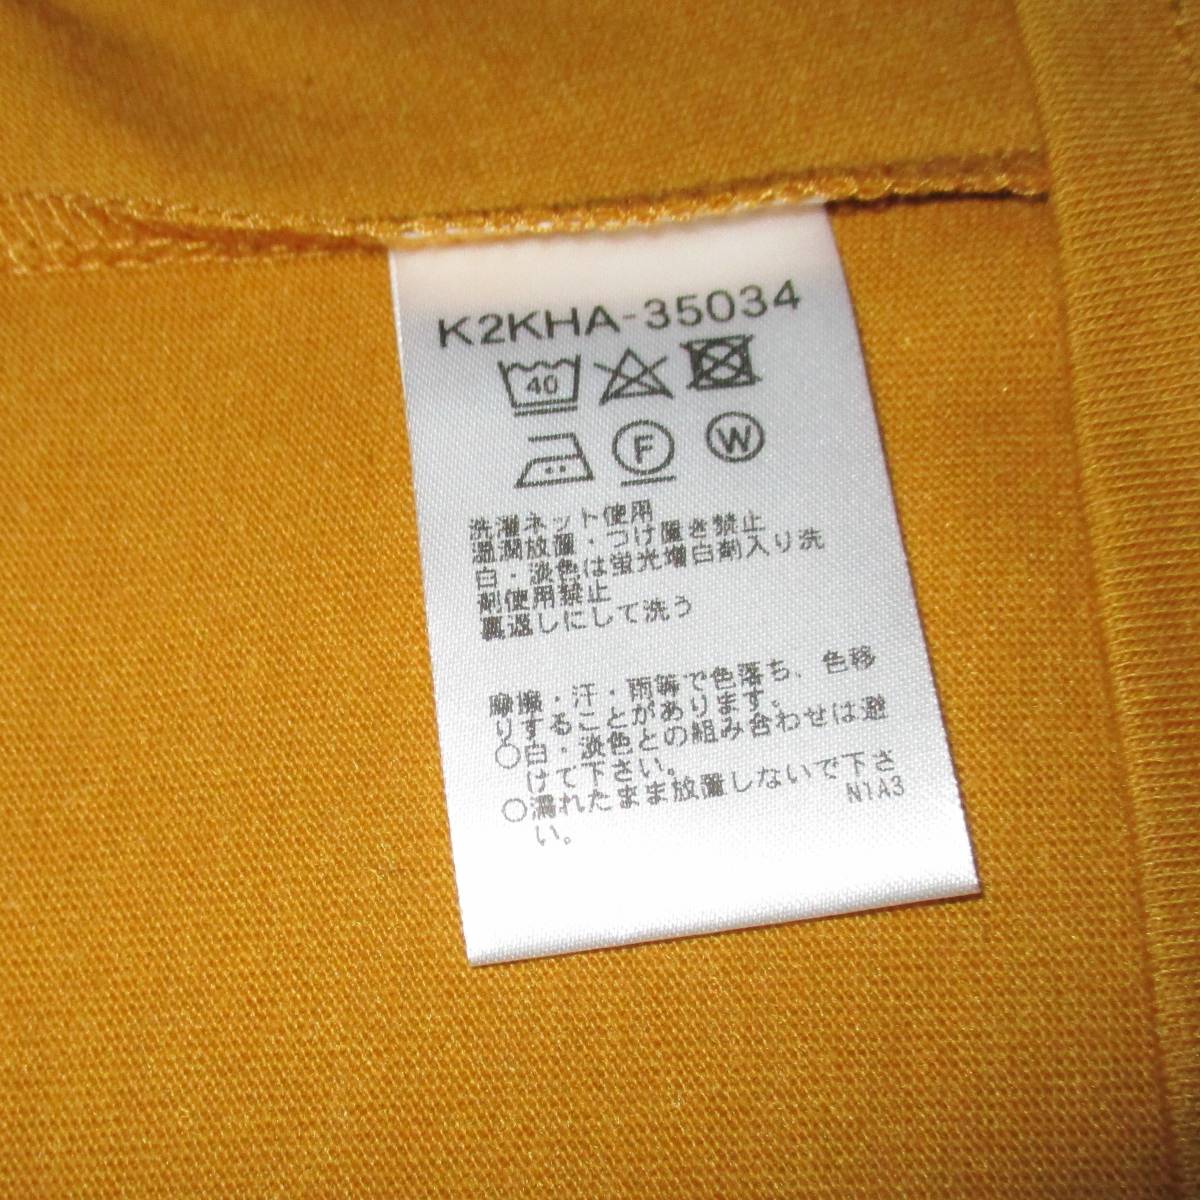 K2KHA-35034
40
F W
洗濯ネット使用
湿潤放置・つけ置き禁止
白・淡色は蛍光増白剤入り洗
剤使用禁止
裏返しにして洗う
摩擦・汗・雨等で色落ち、色移
りすることがあります。
○白・淡色との組み合わせは避
けて下さい。
○濡れたまま放置しないで下さ
い。
N1A3